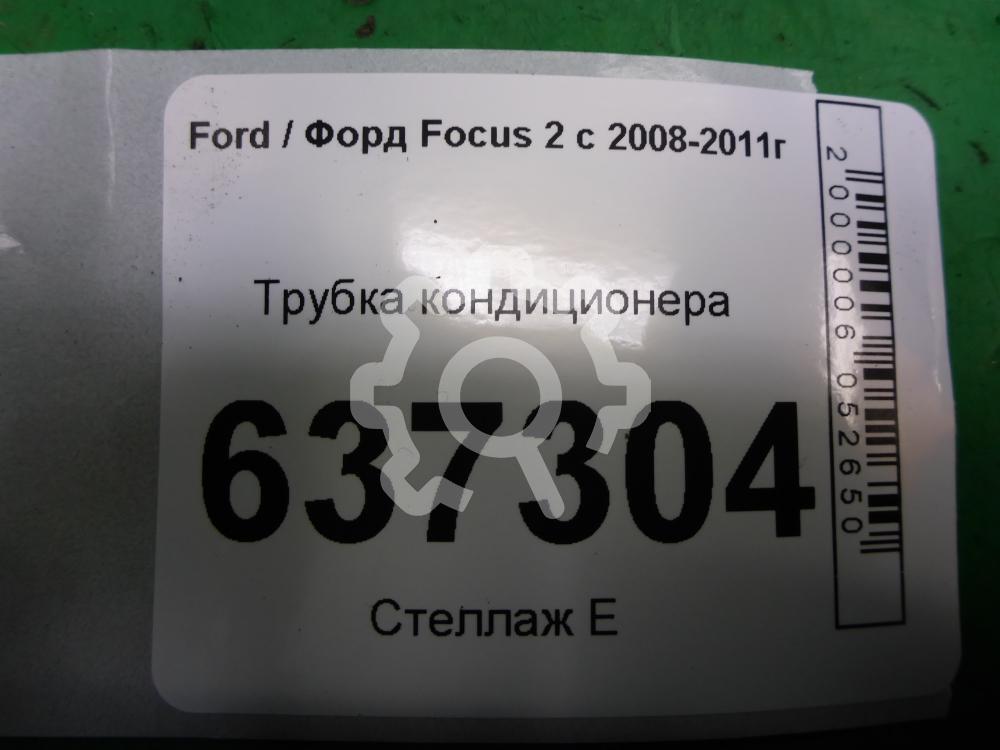 Ford / Форд Focus 2 с 2008-2011г
Трубка кондиционера
637304
Стеллаж Е
2000006052650